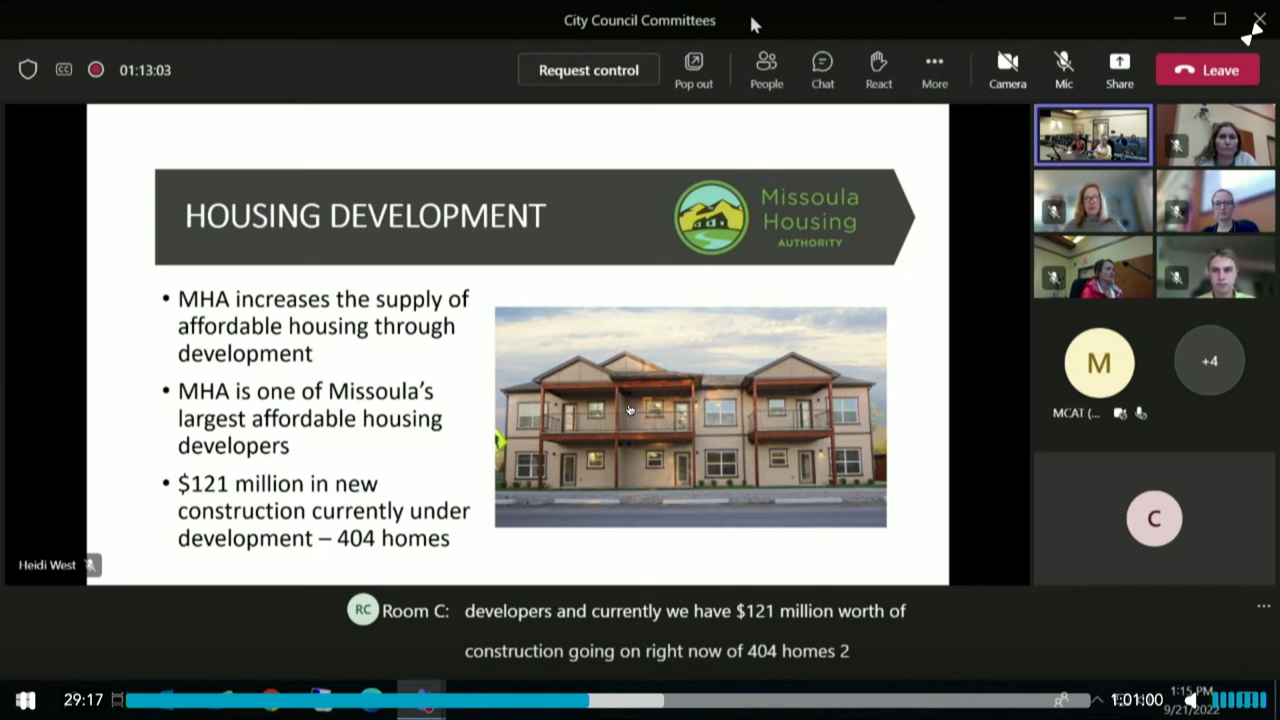 City Council Committees
CC
01:13:03
Request control
Pop out
People
Chat
React
More
Camera
Mic
Share
Leave
HOUSING DEVELOPMENT
Missoula
Housing
AUTHORITY
• MHA increases the supply of
affordable housing through
development
• MHA is one of Missoula’s
largest affordable housing
developers
• $121 million in new
construction currently under
development – 404 homes
M
+4
MCAT (...
C
Heidi West
RC Room C: developers and currently we have $121 million worth of
construction going on right now of 404 homes 2
29:17
1:01:00
1:15 PM
9/21/2022